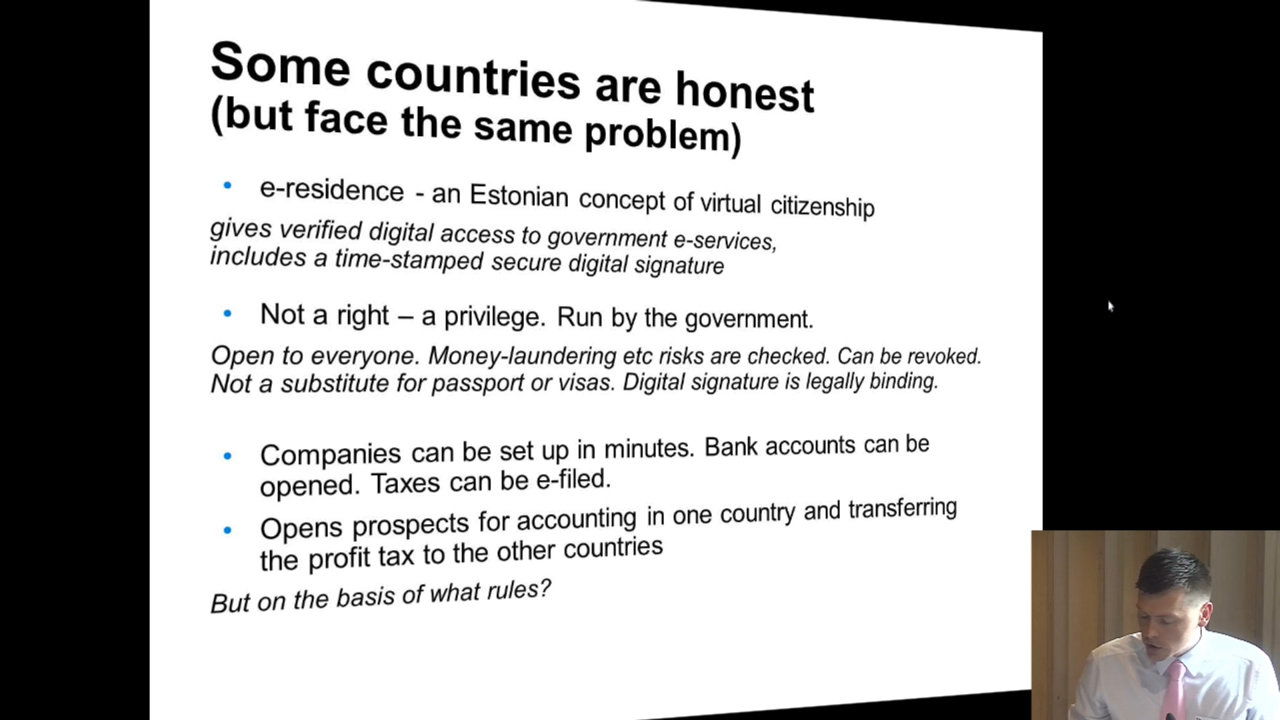 Some countries are honest
(but face the same problem)
• e-residence - an Estonian concept of virtual citizenship
gives verified digital access to government e-services,
includes a time-stamped secure digital signature
• Not a right – a privilege. Run by the government.
Open to everyone. Money-laundering etc risks are checked. Can be revoked.
Not a substitute for passport or visas. Digital signature is legally binding.
• Companies can be set up in minutes. Bank accounts can be
opened. Taxes can be e-filed.
• Opens prospects for accounting in one country and transferring
the profit tax to the other countries
But on the basis of what rules?